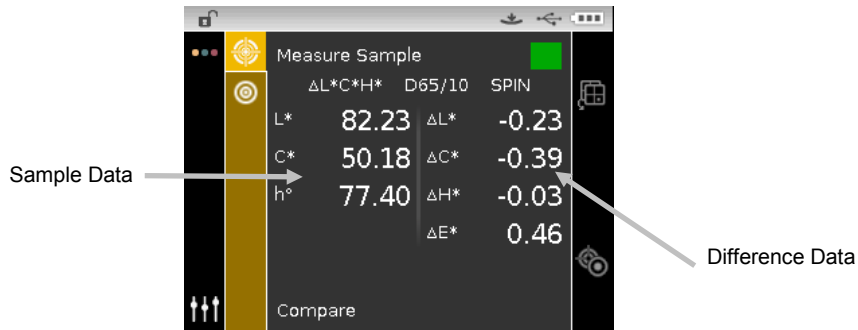 Measure Sample
ΔL*C*H* D65/10 SPIN
L* 82.23 ΔL* -0.23
C* 50.18 ΔC* -0.39
h° 77.40 ΔH* -0.03
ΔE* 0.46
Compare
Sample Data
Difference Data